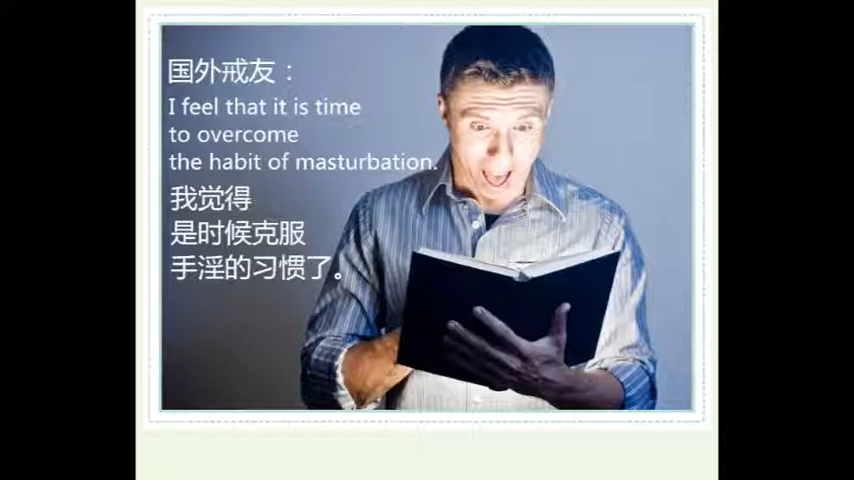 国外戒友：
I feel that it is time
to overcome
the habit of masturbation.
我觉得
是时候克服
手淫的习惯了。